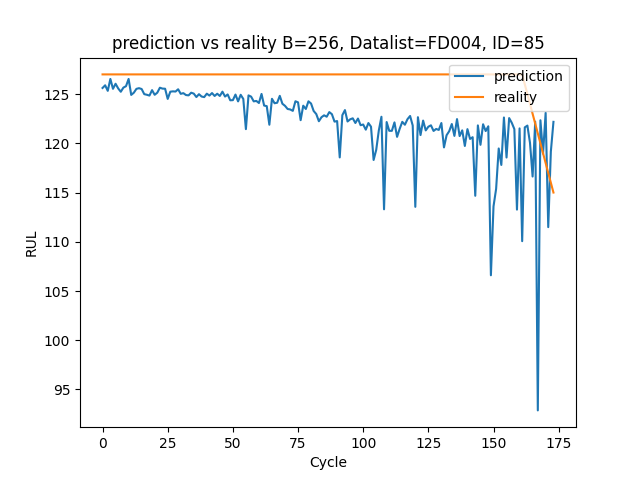 prediction vs reality B=256, Datalist=FD004, ID=85
prediction
reality
RUL
125
120
115
110
105
100
95
0 25 50 75 100 125 150 175
Cycle